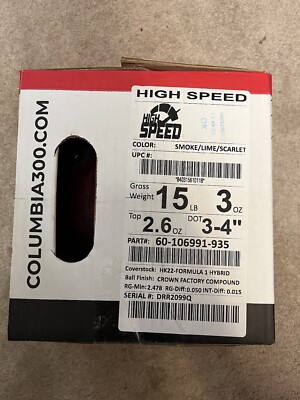 COLUMBIA300.COM
HIGH SPEED
HIGH
SPEED
OK
COLOR: SMOKE/LIME/SCARLET
UPC #:
*840315670118*
Gross
Weight 15 LB 3 OZ
Top 2.6 OZ DOT 3-4"
PART#: 60-106991-935
Coverstock: HK22-FORMULA 1 HYBRID
Ball Finish: CROWN FACTORY COMPOUND
RG-Min: 2.478 RG-Diff:0.050 INT-Diff: 0.015
SERIAL #: DRR2099Q